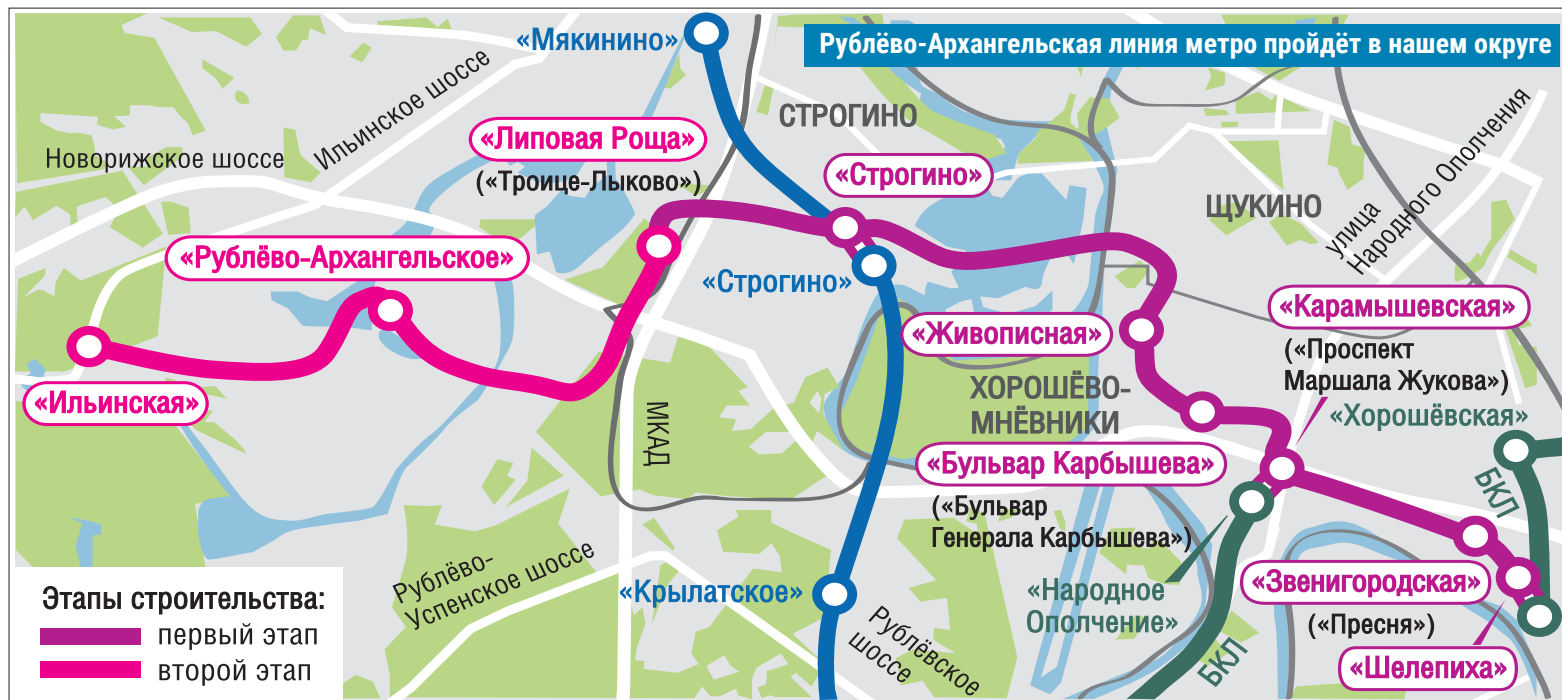 «Мякинино»
Рублёво-Архангельская линия метро пройдёт в нашем округе
Ильинское шоссе
Новорижское шоссе
«Липовая Роща»
(«Троице-Лыково»)
СТРОГИНО
«Строгино»
ЩУКИНО
улица
Народного Ополчения
«Рублёво-Архангельское»
«Строгино»
«Живописная»
«Карамышевская»
(«Проспект
Маршала Жукова»)
«Ильинская»
МКАД
ХОРОШЁВО-
МНЁВНИКИ
«Хорошёвская»
«Бульвар Карбышева»
(«Бульвар
Генерала Карбышева»)
БКЛ
Рублёво-
Успенское шоссе
«Крылатское»
Рублёвское
шоссе
«Народное
Ополчение»
БКЛ
«Звенигородская»
(«Пресня»)
«Шелепиха»
Этапы строительства:
первый этап
второй этап